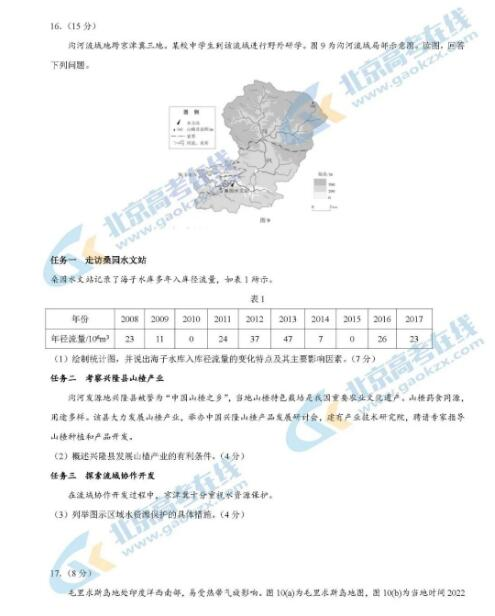 16.（15 分）
泃河流域地跨京津冀三地。某校中学生到该流域进行野外研学。图 9 为泃河流域局部示意图。读图，回答
下列问题。
图 例
水文站
图 9
任务一 走访桑园水文站
桑园水文站记录了海子水库多年入库径流量，如表 1 所示。
表 1
年份 2008 2009 2010 2011 2012 2013 2014 2015 2016 2017
年径流量/10⁶m³ 23 11 0 24 37 47 7 0 26 23
（1）绘制统计图，并说出海子水库入库径流量的变化特点及其主要影响因素。（7 分）
任务二 考察兴隆县山楂产业
泃河发源地兴隆县被誉为“中国山楂之乡”，当地山楂特色栽培是我国重要农业文化遗产。山楂药食同源，
用途多样。该县大力发展山楂产业，举办中国兴隆山楂产品发展研讨会，建有产业技术研究院，聘请专家指导
山楂种植和产品开发。
（2）概述兴隆县发展山楂产业的有利条件。（4 分）
任务三 探索流域协作开发
在流域协作开发过程中，京津冀十分重视水资源保护。
（3）列举图示区域水资源保护的具体措施。（4 分）
17.（8 分）
毛里求斯岛地处印度洋西南部，易受热带气旋影响。图 10(a)为毛里求斯岛地图，图 10(b)为当地时间 2022
北京高考在线
www.gaokzx.com